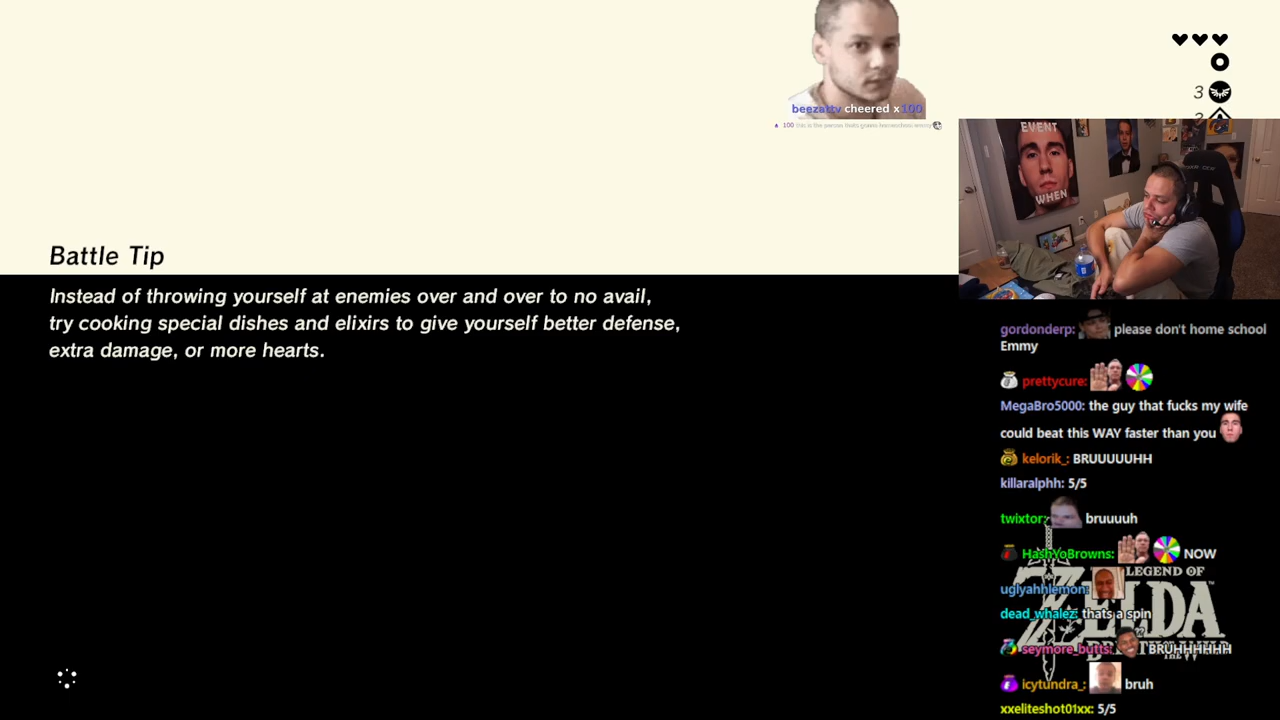 beezattv cheered x100
100
3
EVENT
WHEN
Battle Tip
Instead of throwing yourself at enemies over and over to no avail,
try cooking special dishes and elixirs to give yourself better defense,
extra damage, or more hearts.
gordonderp: please don't home school
Emmy
prettycure:
MegaBro5000: the guy that fucks my wife
could beat this WAY faster than you
kelorik_: BRUUUUUHH
killaralphh: 5/5
twixtor: bruuuuh
HashYoBrowns: NOW
LEGEND OF
uglyahhlemon:
ZELDA
dead_whalez: thats a spin
seymore_butts: BRUHHHHHH
icytundra_: bruh
xxeliteshot01xx: 5/5